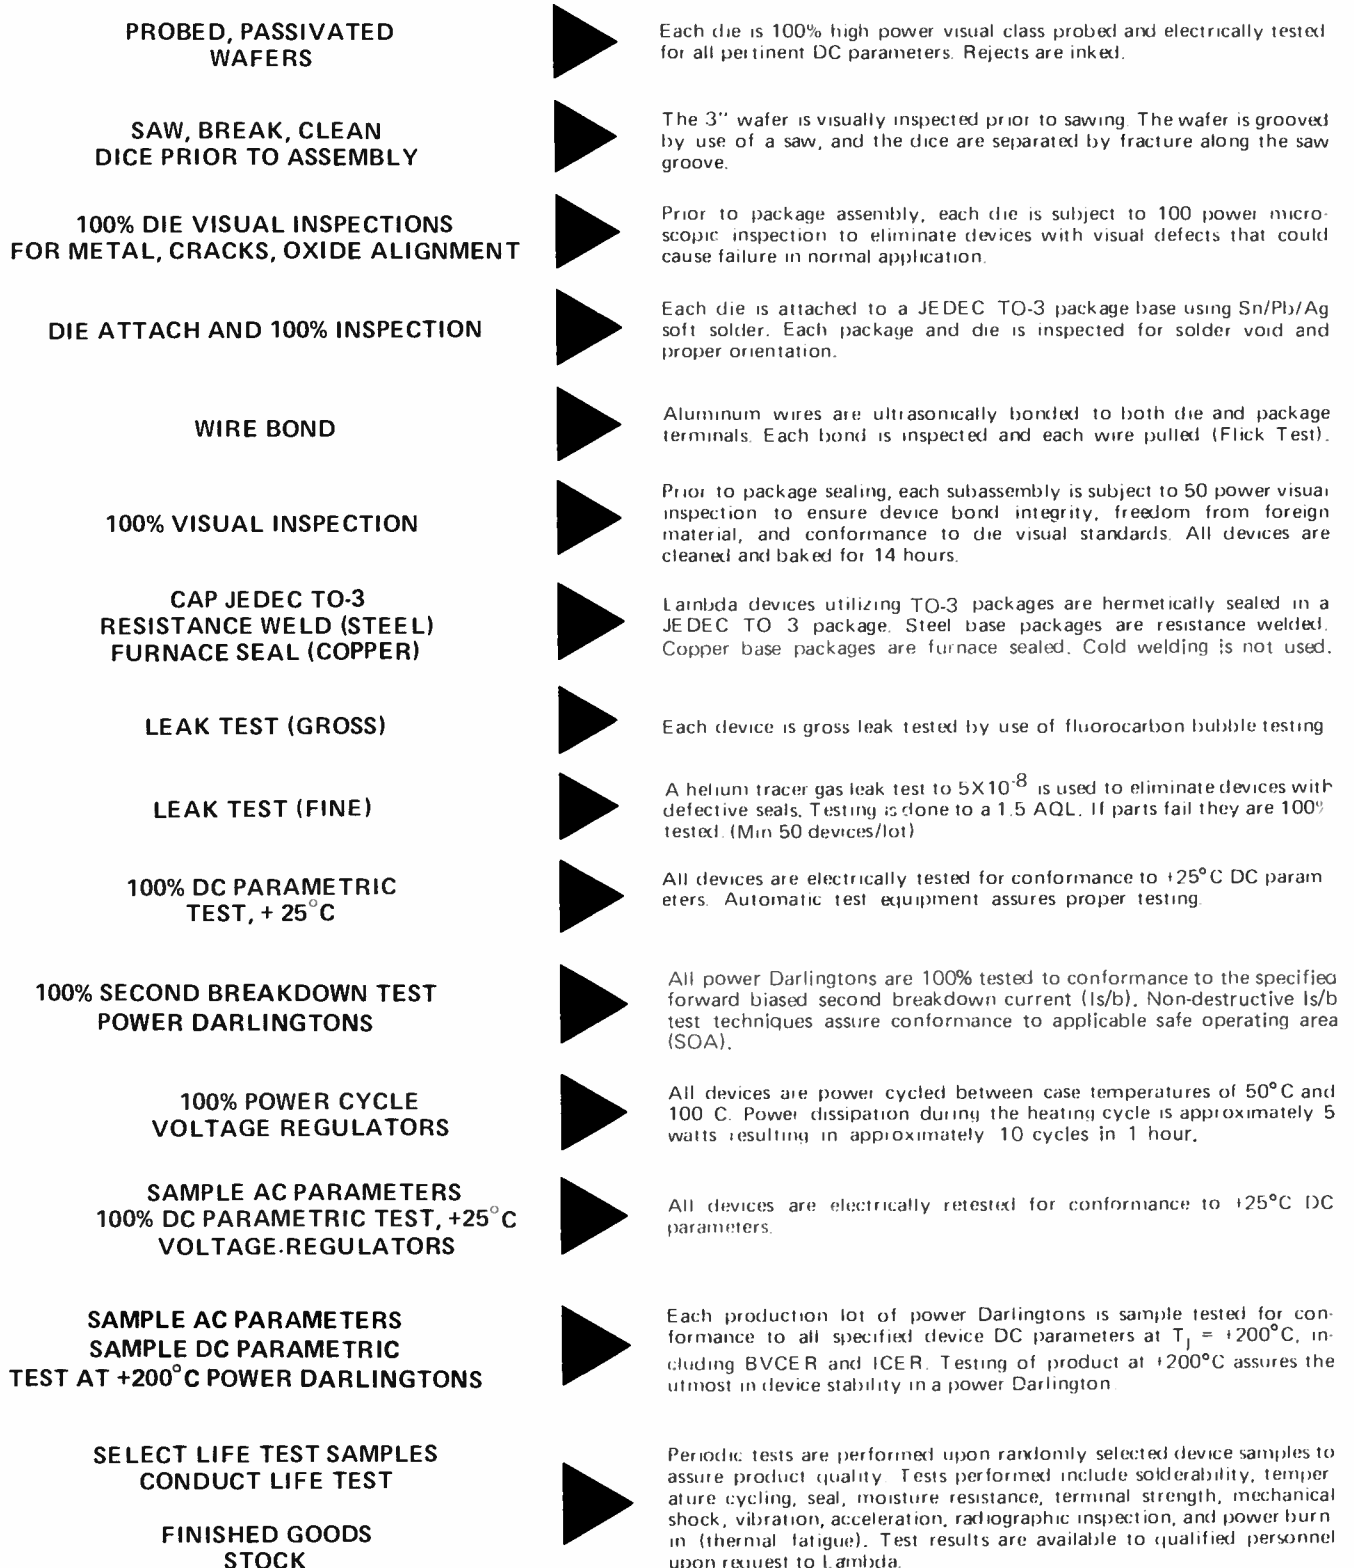 PROBED, PASSIVATED
WAFERS
Each die is 100% high power visual class probed and electrically tested
for all pertinent DC parameters. Rejects are inked.
SAW, BREAK, CLEAN
DICE PRIOR TO ASSEMBLY
The 3" wafer is visually inspected prior to sawing. The wafer is grooved
by use of a saw, and the dice are separated by fracture along the saw
groove.
100% DIE VISUAL INSPECTIONS
FOR METAL, CRACKS, OXIDE ALIGNMENT
Prior to package assembly, each die is subject to 100 power micro-
scopic inspection to eliminate devices with visual defects that could
cause failure in normal application.
DIE ATTACH AND 100% INSPECTION
Each die is attached to a JEDEC TO-3 package base using Sn/Pb/Ag
soft solder. Each package and die is inspected for solder void and
proper orientation.
WIRE BOND
Aluminum wires are ultrasonically bonded to both die and package
terminals. Each bond is inspected and each wire pulled (Flick Test).
100% VISUAL INSPECTION
Prior to package sealing, each subassembly is subject to 50 power visual
inspection to ensure device bond integrity, freedom from foreign
material, and conformance to die visual standards. All devices are
cleaned and baked for 14 hours.
CAP JEDEC TO-3
RESISTANCE WELD (STEEL)
FURNACE SEAL (COPPER)
Lambda devices utilizing TO-3 packages are hermetically sealed in a
JEDEC TO 3 package. Steel base packages are resistance welded.
Copper base packages are furnace sealed. Cold welding is not used.
LEAK TEST (GROSS)
Each device is gross leak tested by use of fluorocarbon bubble testing
LEAK TEST (FINE)
A helium tracer gas leak test to 5X10⁻⁸ is used to eliminate devices with
defective seals. Testing is done to a 1.5 AQL. If parts fail they are 100%
tested. (Min 50 devices/lot)
100% DC PARAMETRIC
TEST, + 25°C
All devices are electrically tested for conformance to +25°C DC param
eters. Automatic test equipment assures proper testing.
100% SECOND BREAKDOWN TEST
POWER DARLINGTONS
All power Darlingtons are 100% tested to conformance to the specified
forward biased second breakdown current (Is/b). Non-destructive Is/b
test techniques assure conformance to applicable safe operating area
(SOA).
100% POWER CYCLE
VOLTAGE REGULATORS
All devices are power cycled between case temperatures of 50°C and
100 C. Power dissipation during the heating cycle is approximately 5
watts resulting in approximately 10 cycles in 1 hour.
SAMPLE AC PARAMETERS
100% DC PARAMETRIC TEST, +25°C
VOLTAGE REGULATORS
All devices are electrically retested for conformance to +25°C DC
parameters.
SAMPLE AC PARAMETERS
SAMPLE DC PARAMETRIC
TEST AT +200°C POWER DARLINGTONS
Each production lot of power Darlingtons is sample tested for con-
formance to all specified device DC parameters at Tj = +200°C, in-
cluding BVCER and ICER. Testing of product at +200°C assures the
utmost in device stability in a power Darlington
SELECT LIFE TEST SAMPLES
CONDUCT LIFE TEST
FINISHED GOODS
STOCK
Periodic tests are performed upon randomly selected device samples to
assure product quality. Tests performed include solderability, temper
ature cycling, seal, moisture resistance, terminal strength, mechanical
shock, vibration, acceleration, radiographic inspection, and power burn
in (thermal fatigue). Test results are available to qualified personnel
upon request to Lambda.